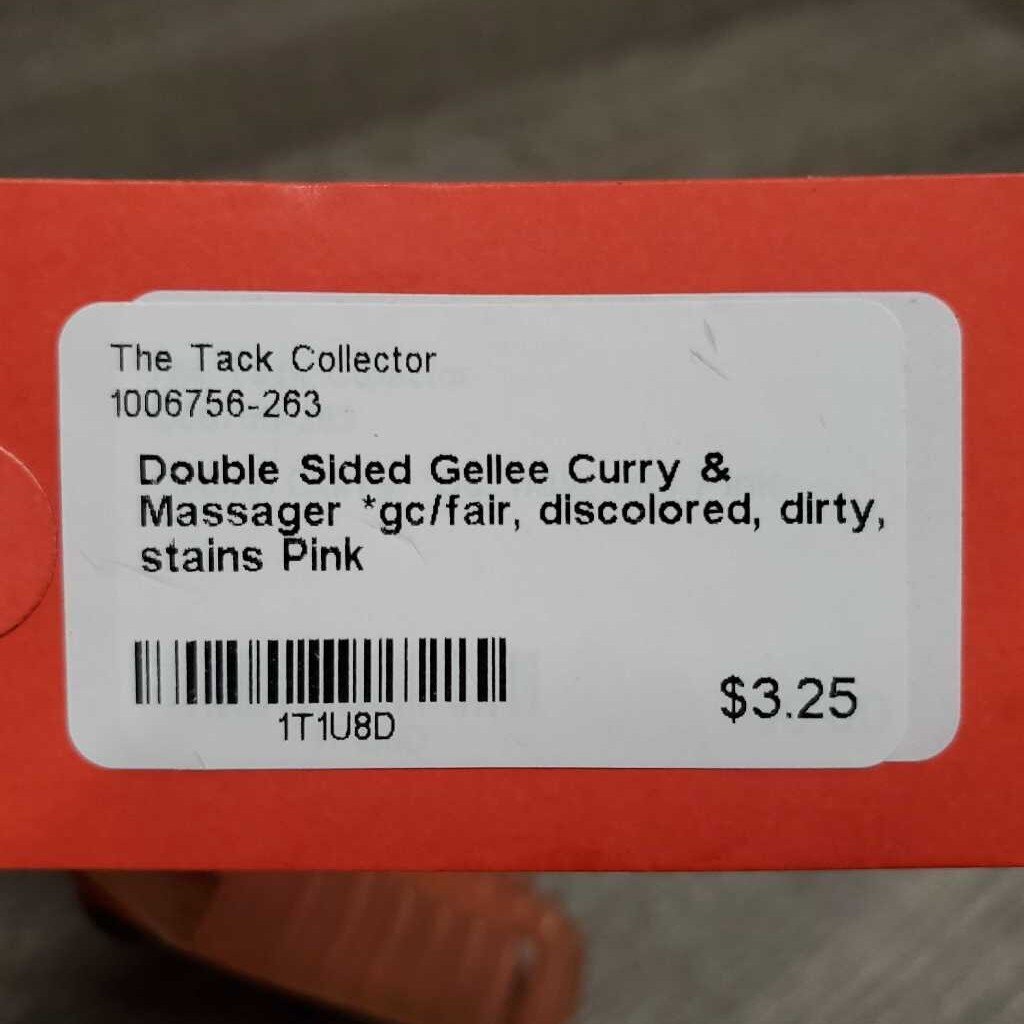 The Tack Collector
1006756-263
Double Sided Gellee Curry &
Massager *gc/fair, discolored, dirty,
stains Pink
1T1U8D
$3.25